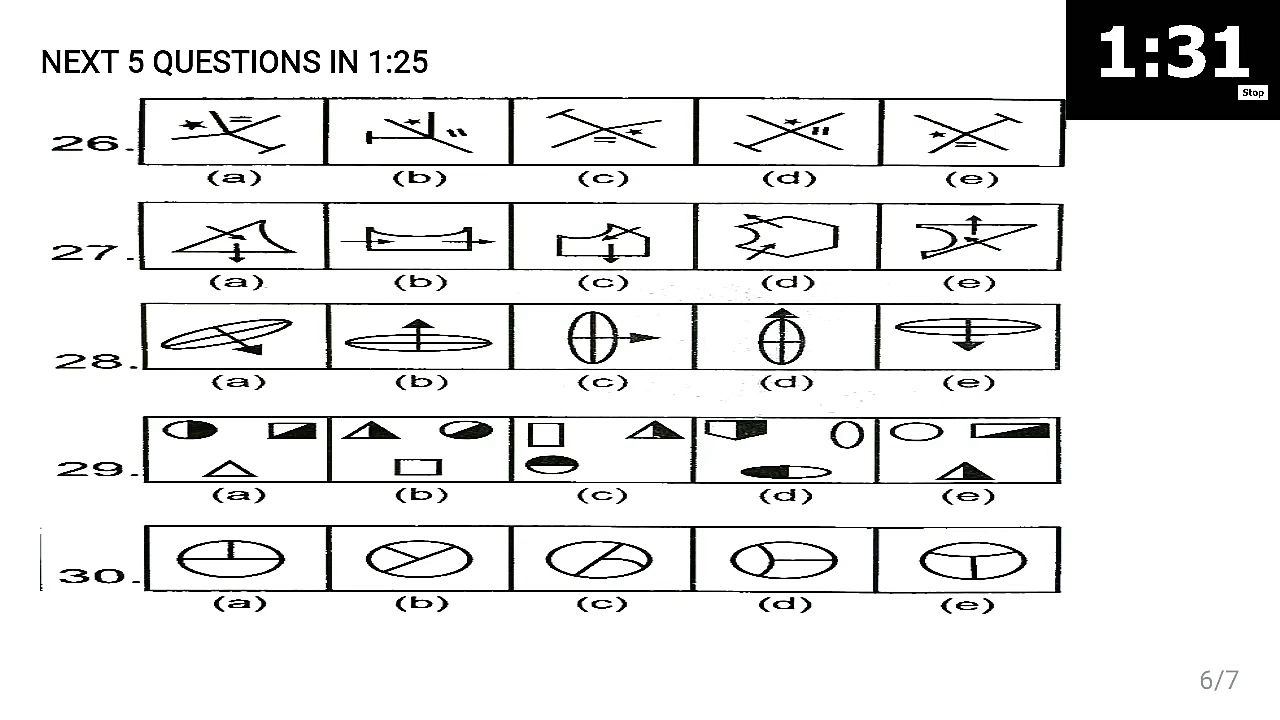 NEXT 5 QUESTIONS IN 1:25
1:31
Stop
26.
(a) (b) (c) (d) (e)
27.
(a) (b) (c) (d) (e)
28.
(a) (b) (c) (d) (e)
29.
(a) (b) (c) (d) (e)
30.
(a) (b) (c) (d) (e)
6/7